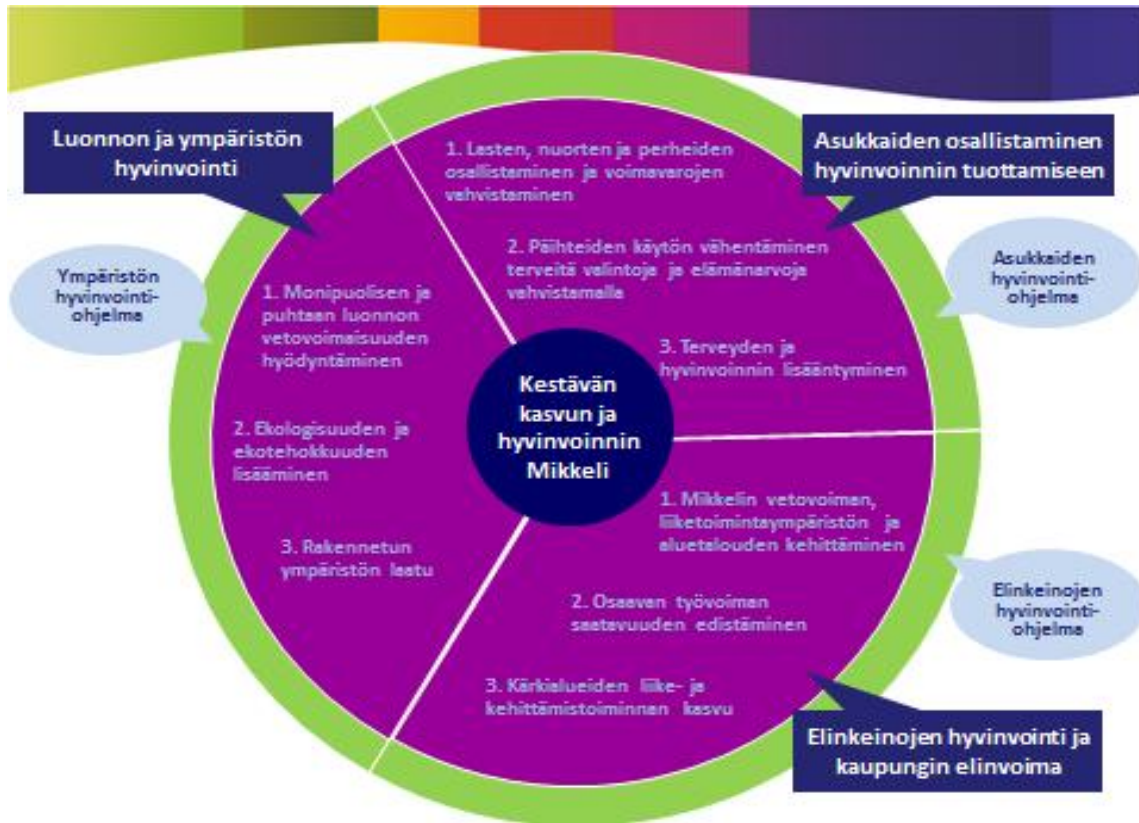 Luonnon ja ympäristön
hyvinvointi
Asukkaiden osallistaminen
hyvinvoinnin tuottamiseen
1. Lasten, nuorten ja perheiden
osallistaminen ja voimavarojen
vahvistaminen
2. Päihteiden käytön vähentäminen
terveitä valintoja ja elämänarvoja
vahvistamalla
3. Terveyden ja
hyvinvoinnin lisääntyminen
Asukkaiden
hyvinvointi-
ohjelma
Ympäristön
hyvinvointi-
ohjelma
1. Monipuolisen ja
puhtaan luonnon
vetovoimaisuuden
hyödyntäminen
2. Ekologisuuden ja
ekotehokkuuden
lisääminen
3. Rakennetun
ympäristön laatu
Kestävän
kasvun ja
hyvinvoinnin
Mikkeli
1. Mikkelin vetovoiman,
liiketoimintaympäristön ja
aluetalouden kehittäminen
2. Osaavan työvoiman
saatavuuden edistäminen
3. Kärkialueiden liike- ja
kehittämistoiminnan kasvu
Elinkeinojen
hyvinvointi-
ohjelma
Elinkeinojen hyvinvointi ja
kaupungin elinvoima